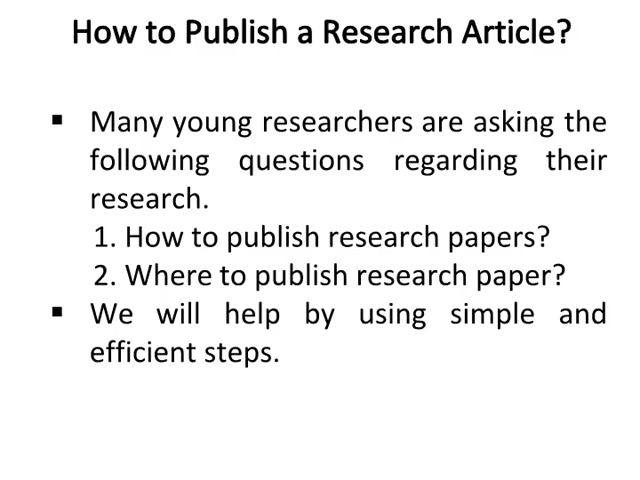 How to Publish a Research Article?
▪ Many young researchers are asking the
following questions regarding their
research.
1. How to publish research papers?
2. Where to publish research paper?
▪ We will help by using simple and
efficient steps.